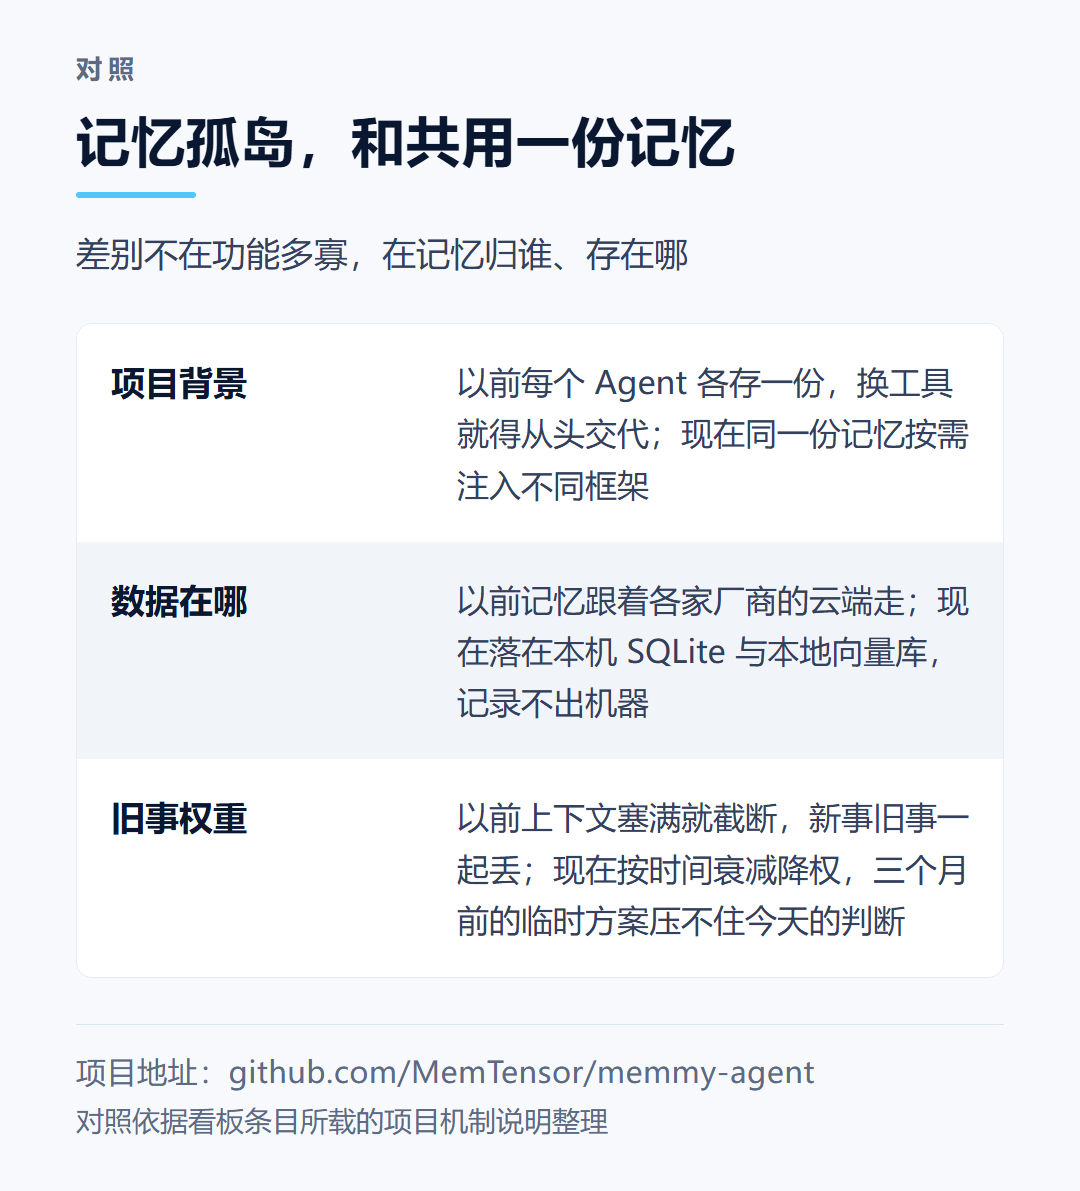 对照
记忆孤岛，和共用一份记忆
差别不在功能多寡，在记忆归谁、存在哪
项目背景
以前每个 Agent 各存一份，换工具
就得从头交代；现在同一份记忆按需
注入不同框架
数据在哪
以前记忆跟着各家厂商的云端走；现
在落在本机 SQLite 与本地向量库，
记录不出机器
旧事权重
以前上下文塞满就截断，新事旧事一
起丢；现在按时间衰减降权，三个月
前的临时方案压不住今天的判断
项目地址：github.com/MemTensor/memmy-agent
对照依据看板条目所载的项目机制说明整理